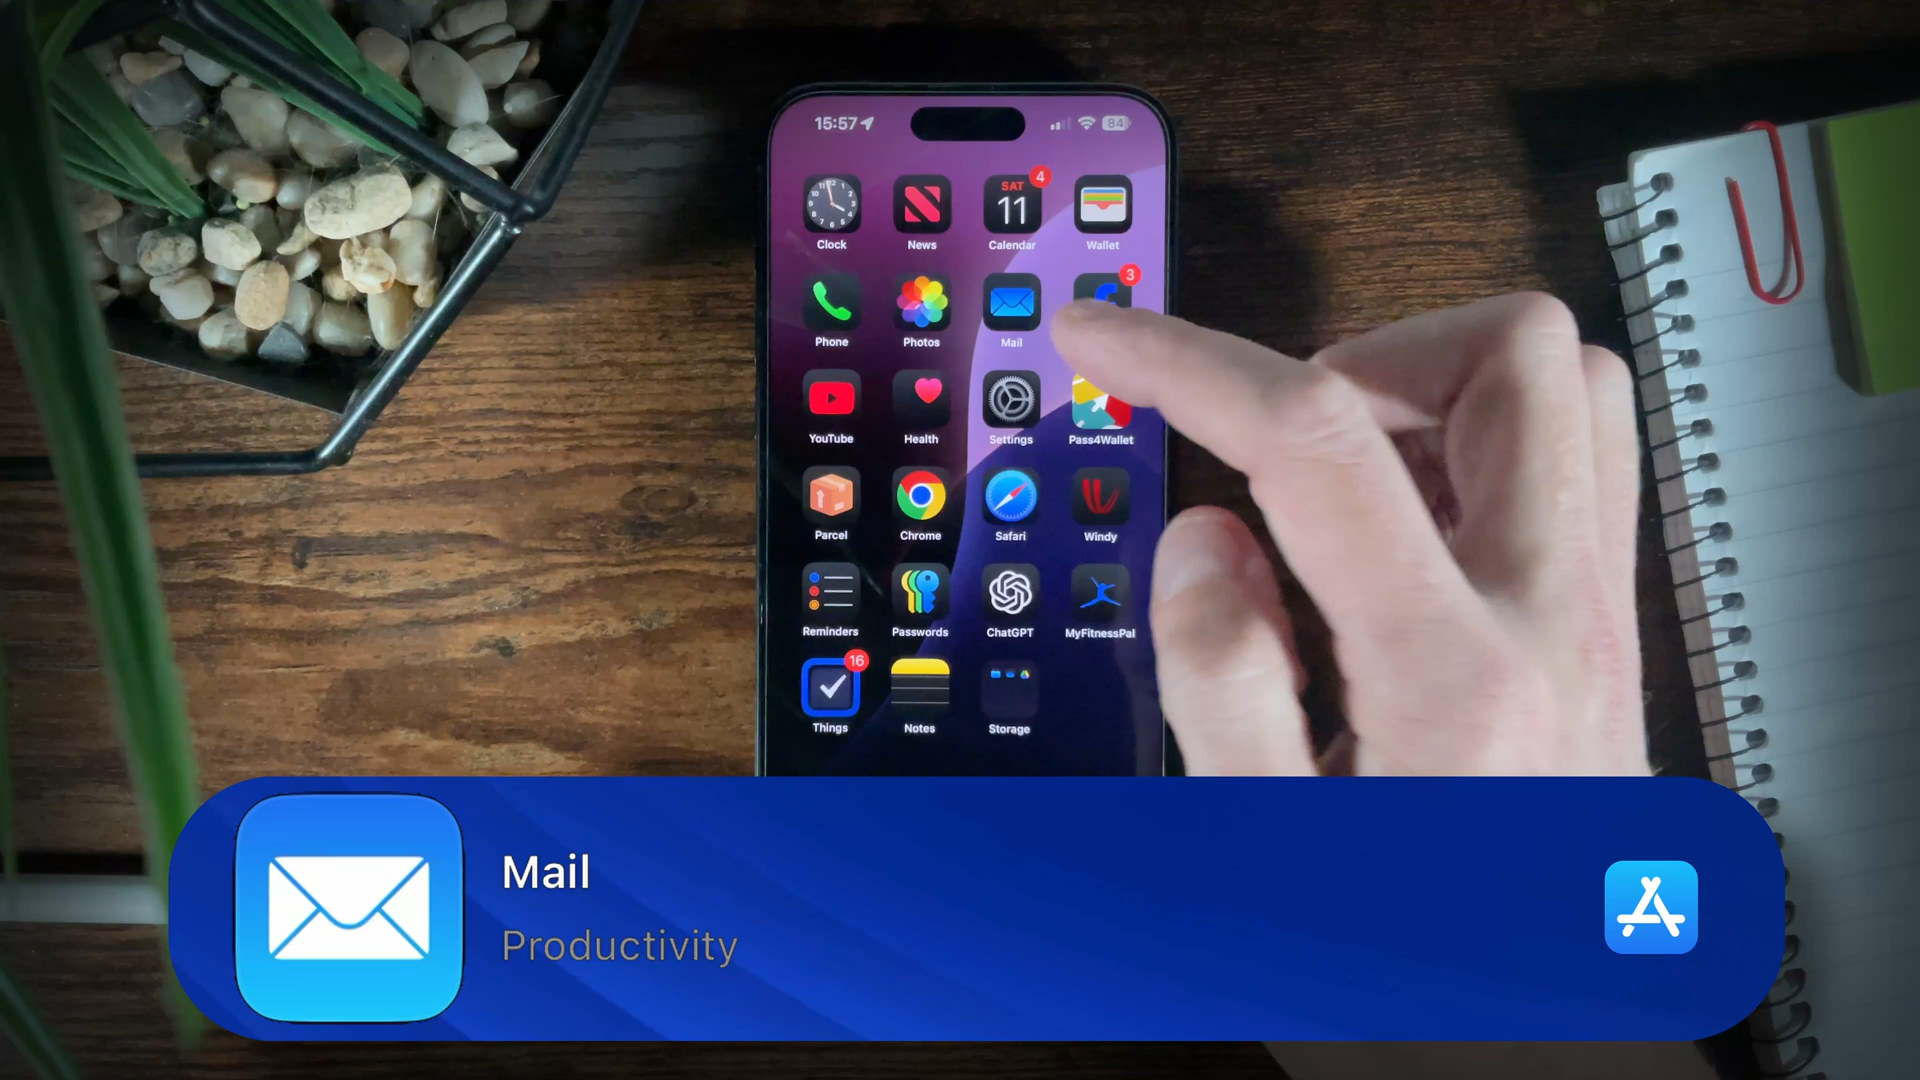 15:57
84
SAT
11
4
Clock
News
Calendar
Wallet
3
Phone
Photos
Mail
YouTube
Health
Settings
Pass4Wallet
Parcel
Chrome
Safari
Windy
Reminders
Passwords
ChatGPT
MyFitnessPal
16
Things
Notes
Storage
Mail
Productivity